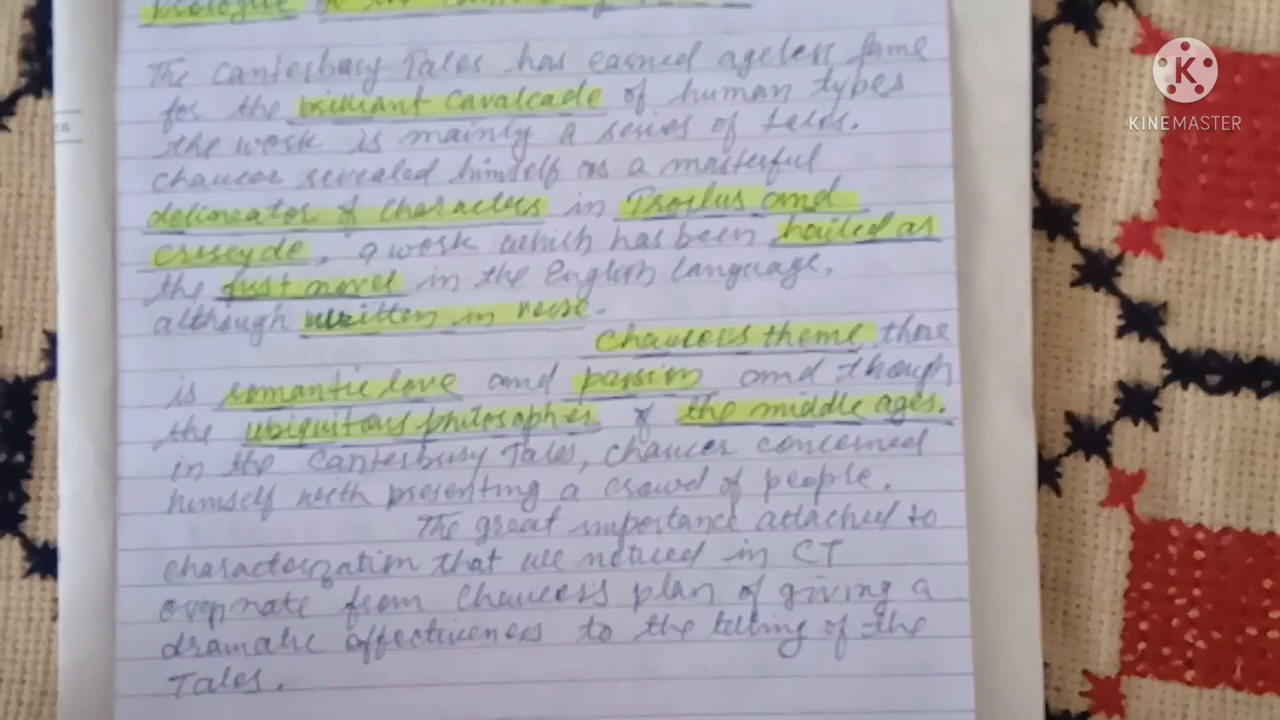 Prologue
The Canterbury Tales has earned ageless fame
for the brilliant cavalcade of human types
the work is mainly a series of tales.
chaucer revealed himself as a masterful
delineator of characters in Troilus and
criseyde, a work which has been hailed as
the first novel in the English language,
although written in verse.
Chaucer's theme there
is romantic love and passion and though
the ubiquitous philosophies of the middle ages.
in the Canterbury Tales, chaucer concerned
himself with presenting a crowd of people.
The great importance attached to
characterization that we noticed in CT
from Chaucer's plan of giving a
dramatic effectiveness to the telling of the
Tales.
K
KINEMASTER